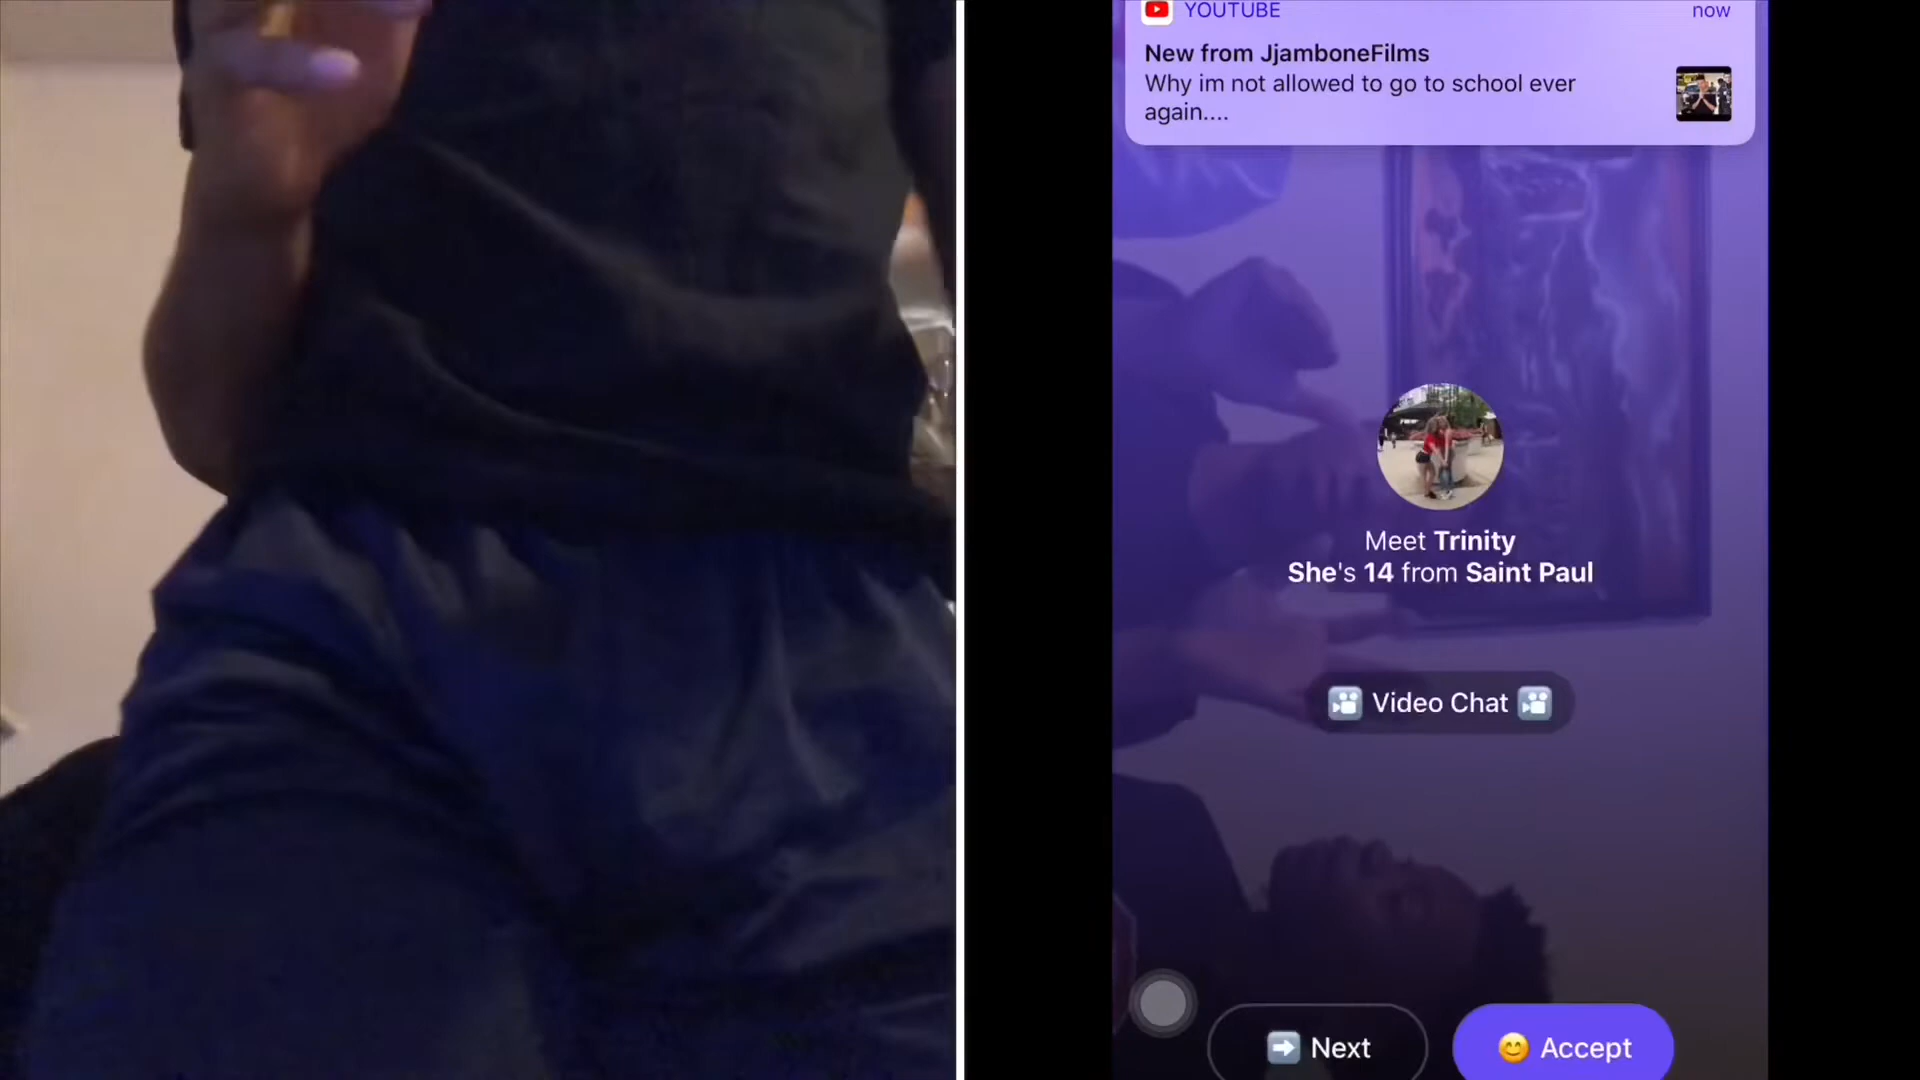 YOUTUBE
now
New from JjamboneFilms
Why im not allowed to go to school ever
again....
Meet Trinity
She's 14 from Saint Paul
Video Chat
Next
Accept